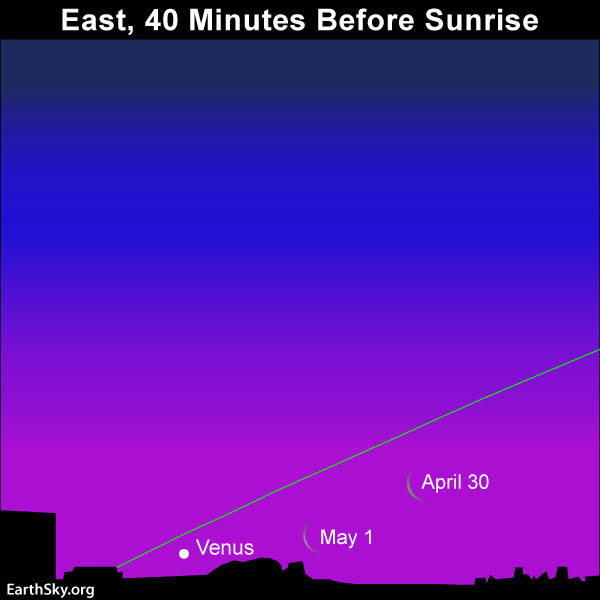 East, 40 Minutes Before Sunrise
April 30
May 1
Venus
EarthSky.org